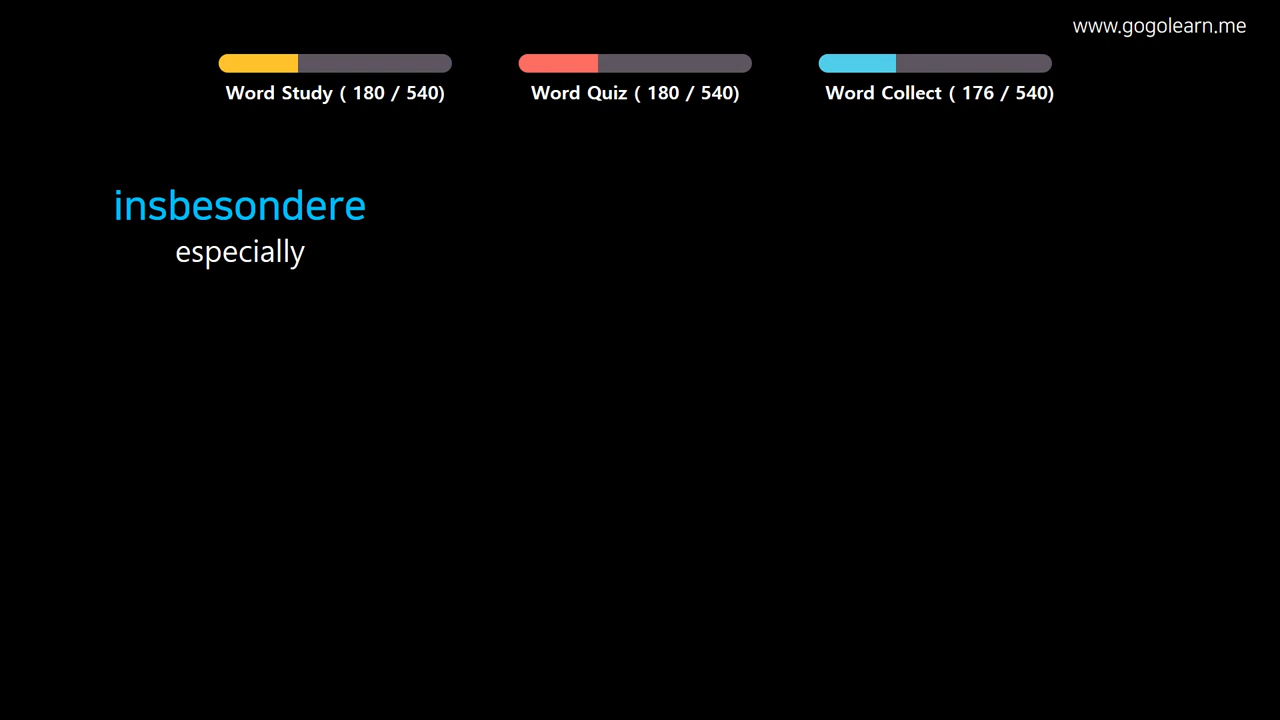 www.gogolearn.me
Word Study ( 180 / 540)
Word Quiz ( 180 / 540)
Word Collect ( 176 / 540)
insbesondere
especially